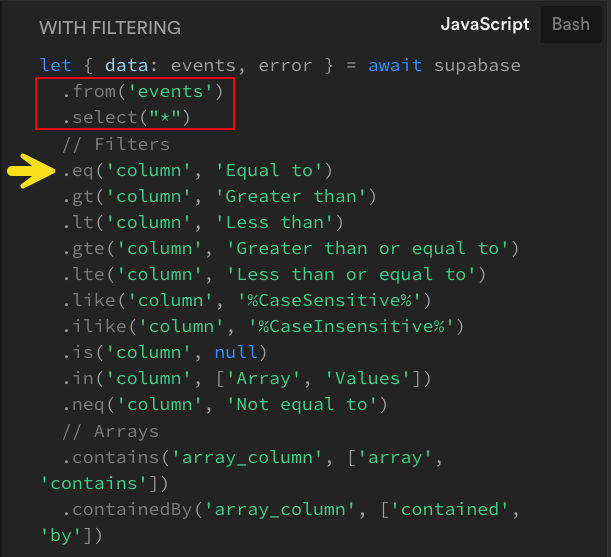 WITH FILTERING
JavaScript
Bash
let { data: events, error } = await supabase
.from('events')
.select("*")
// Filters
.eq('column', 'Equal to')
.gt('column', 'Greater than')
.lt('column', 'Less than')
.gte('column', 'Greater than or equal to')
.lte('column', 'Less than or equal to')
.like('column', '%CaseSensitive%')
.ilike('column', '%CaseInsensitive%')
.is('column', null)
.in('column', ['Array', 'Values'])
.neq('column', 'Not equal to')
// Arrays
.contains('array_column', ['array',
'contains'])
.containedBy('array_column', ['contained',
'by'])